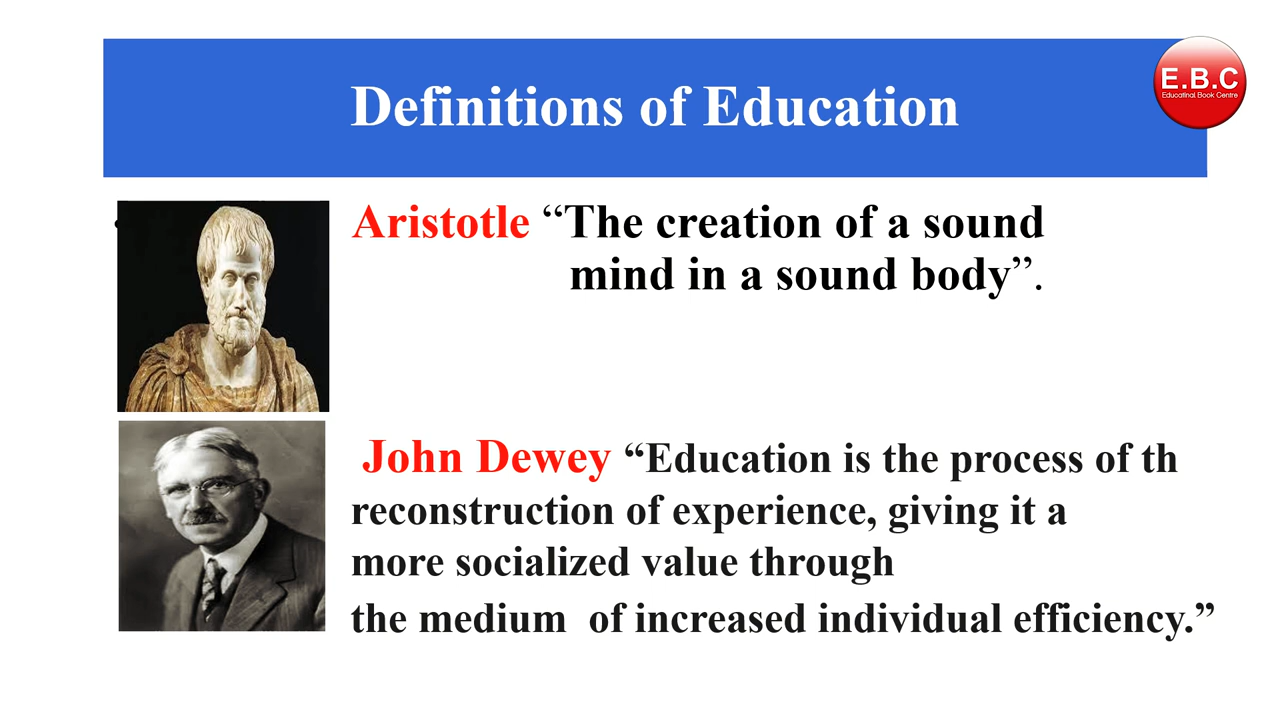 Definitions of Education
E.B.C
Educatinal Book Centre
• Aristotle “The creation of a sound
mind in a sound body”.
John Dewey “Education is the process of th
reconstruction of experience, giving it a
more socialized value through
the medium of increased individual efficiency.”